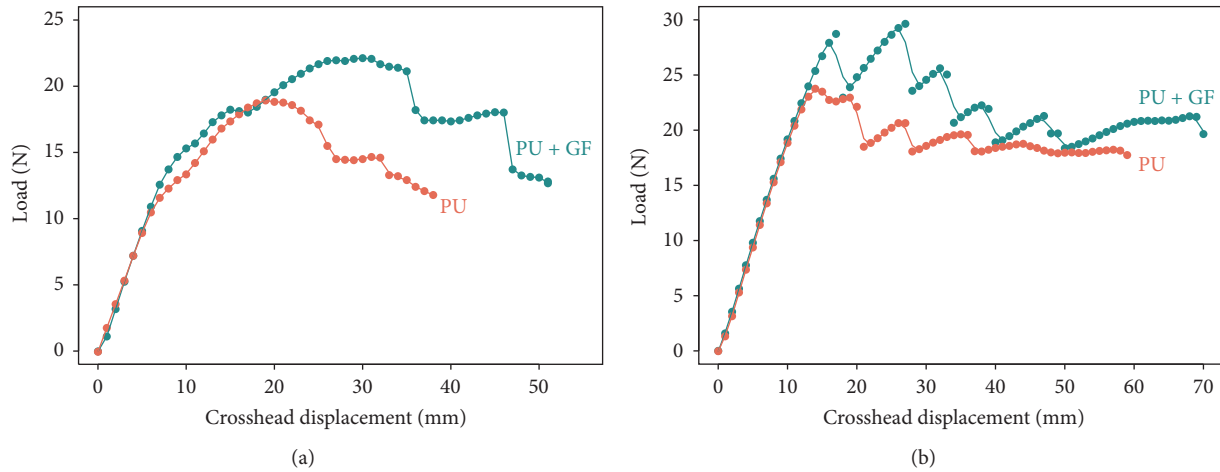 25
20
15
10
5
0
Load (N)
PU + GF
PU
0 10 20 30 40 50
Crosshead displacement (mm)
(a)
30
25
20
15
10
5
0
Load (N)
PU + GF
PU
0 10 20 30 40 50 60 70
Crosshead displacement (mm)
(b)